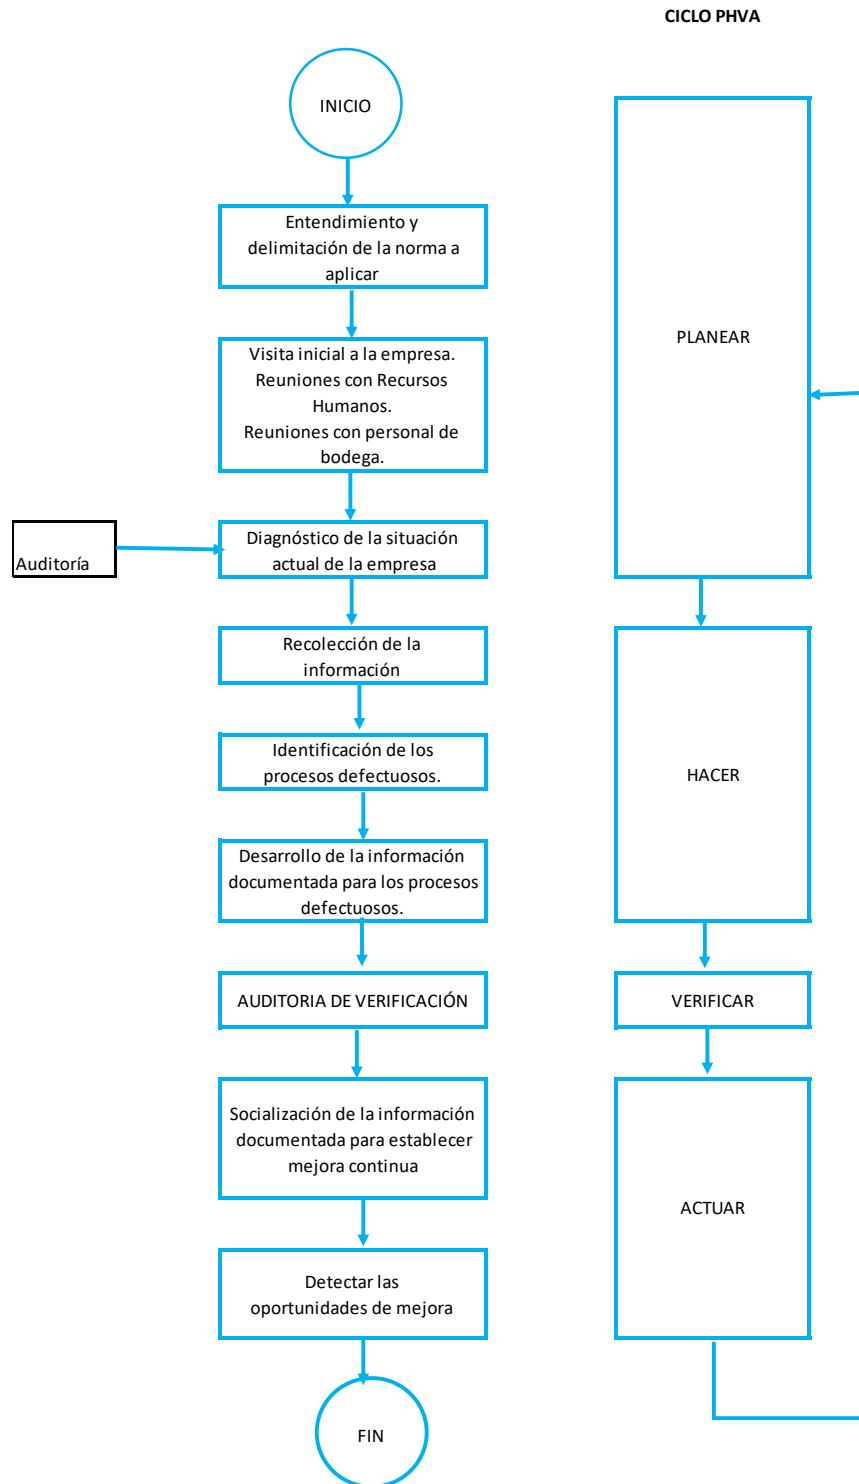 CICLO PHVA
INICIO
Entendimiento y
delimitación de la norma a
aplicar
Visita inicial a la empresa.
Reuniones con Recursos
Humanos.
Reuniones con personal de
bodega.
PLANEAR
Auditoría
Diagnóstico de la situación
actual de la empresa
Recolección de la
información
Identificación de los
procesos defectuosos.
HACER
Desarrollo de la información
documentada para los procesos
defectuosos.
AUDITORIA DE VERIFICACIÓN
VERIFICAR
Socialización de la información
documentada para establecer
mejora continua
ACTUAR
Detectar las
oportunidades de mejora
FIN